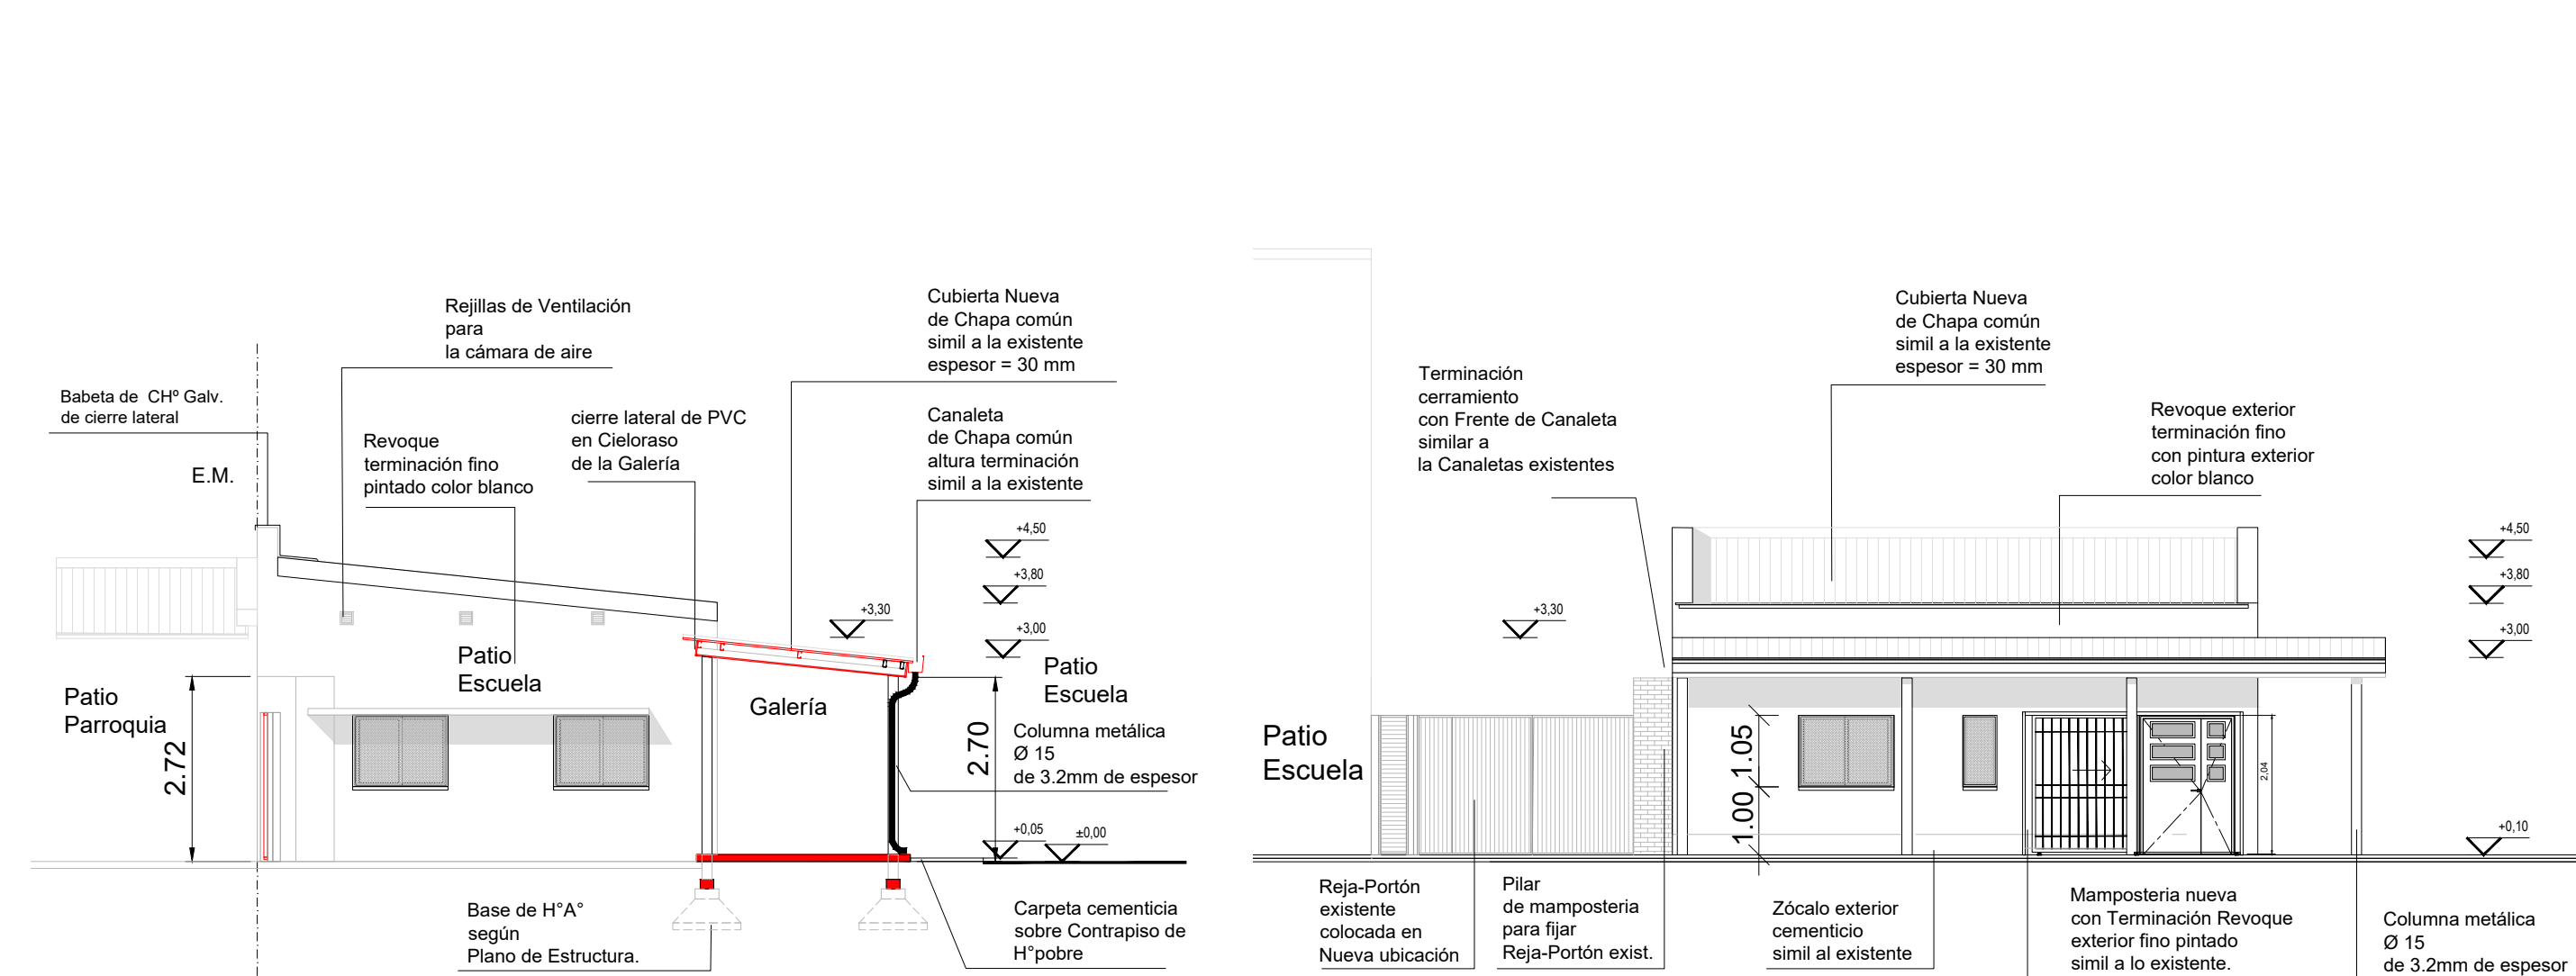 Rejillas de Ventilación
para
la cámara de aire
Cubierta Nueva
de Chapa común
simil a la existente
espesor = 30 mm
Babeta de CHº Galv.
de cierre lateral
E.M.
Revoque
terminación fino
pintado color blanco
cierre lateral de PVC
en Cieloraso
de la Galería
Canaleta
de Chapa común
altura terminación
simil a la existente
+4,50
+3,80
+3,30
+3,00
Patio
Escuela
Patio
Escuela
Patio
Parroquia
Galería
2.72
2.70
Columna metálica
Ø 15
de 3.2mm de espesor
+0,05
±0,00
Base de H°A°
según
Plano de Estructura.
Carpeta cementicia
sobre Contrapiso de
H°pobre
Cubierta Nueva
de Chapa común
simil a la existente
espesor = 30 mm
Terminación
cerramiento
con Frente de Canaleta
similar a
la Canaletas existentes
Revoque exterior
terminación fino
con pintura exterior
color blanco
+4,50
+3,80
+3,30
+3,00
Patio
Escuela
1.05
1.00
2,04
+0,10
Reja-Portón
existente
colocada en
Nueva ubicación
Pilar
de mamposteria
para fijar
Reja-Portón exist.
Zócalo exterior
cementicio
simil al existente
Mamposteria nueva
con Terminación Revoque
exterior fino pintado
simil a lo existente.
Columna metálica
Ø 15
de 3.2mm de espesor